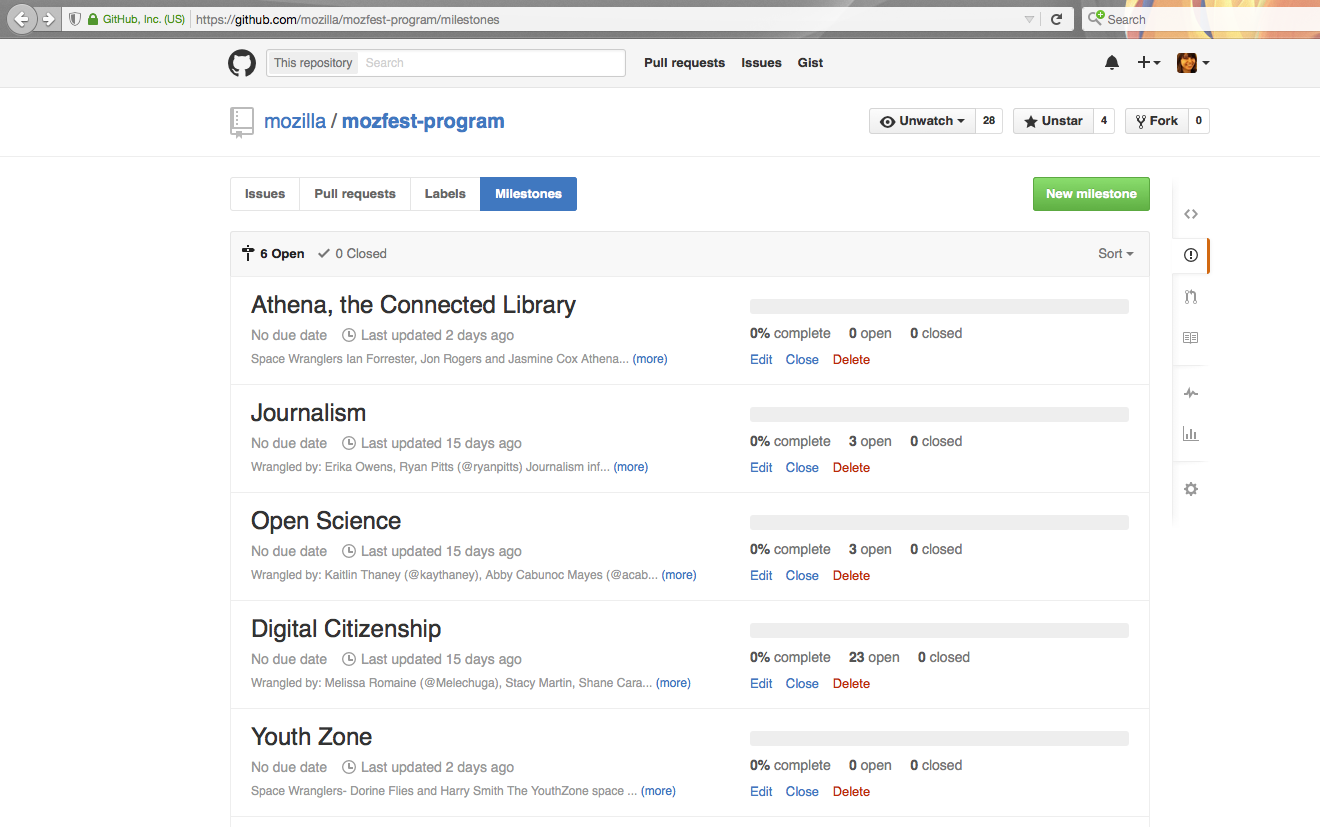 GitHub, Inc. (US) https://github.com/mozilla/mozfest-program/milestones Search
This repository Search Pull requests Issues Gist
mozilla / mozfest-program Unwatch 28 Unstar 4 Fork 0
Issues Pull requests Labels Milestones New milestone
6 Open 0 Closed Sort
Athena, the Connected Library
No due date Last updated 2 days ago 0% complete 0 open 0 closed
Space Wranglers Ian Forrester, Jon Rogers and Jasmine Cox Athena... (more) Edit Close Delete
Journalism
No due date Last updated 15 days ago 0% complete 3 open 0 closed
Wrangled by: Erika Owens, Ryan Pitts (@ryanpitts) Journalism inf... (more) Edit Close Delete
Open Science
No due date Last updated 15 days ago 0% complete 3 open 0 closed
Wrangled by: Kaitlin Thaney (@kaythaney), Abby Cabunoc Mayes (@acab... (more) Edit Close Delete
Digital Citizenship
No due date Last updated 15 days ago 0% complete 23 open 0 closed
Wrangled by: Melissa Romaine (@Melechuga), Stacy Martin, Shane Cara... (more) Edit Close Delete
Youth Zone
No due date Last updated 2 days ago 0% complete 0 open 0 closed
Space Wranglers- Dorine Flies and Harry Smith The YouthZone space ... (more) Edit Close Delete